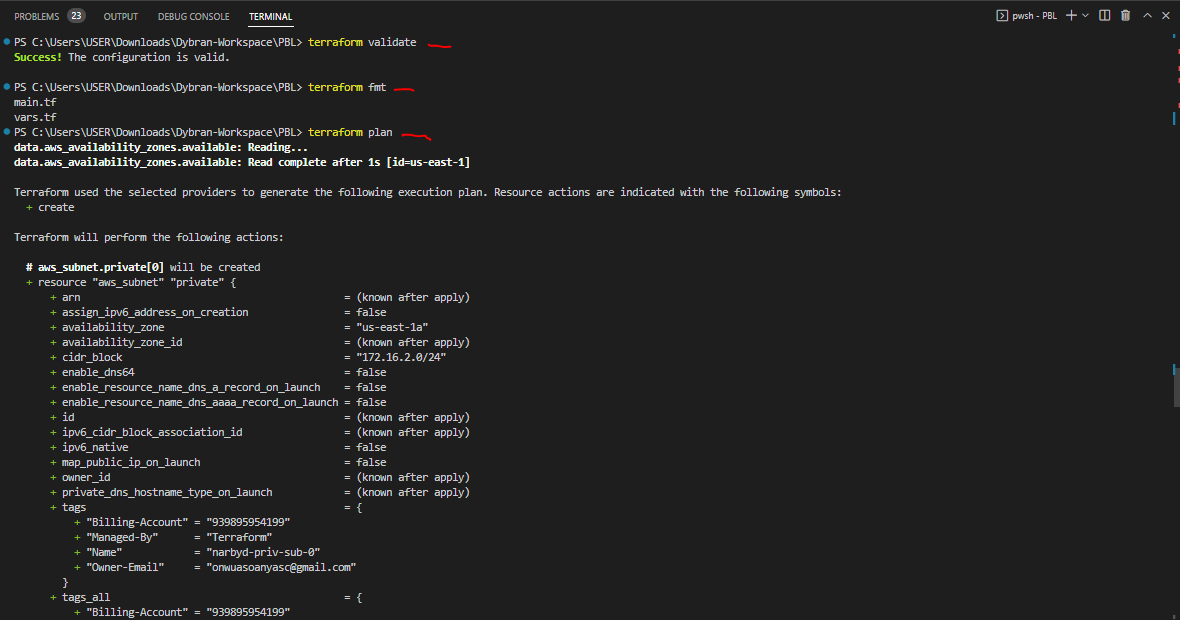 PROBLEMS 23 OUTPUT DEBUG CONSOLE TERMINAL pwsh - PBL
PS C:\Users\USER\Downloads\Dybran-Workspace\PBL> terraform validate
Success! The configuration is valid.
PS C:\Users\USER\Downloads\Dybran-Workspace\PBL> terraform fmt
main.tf
vars.tf
PS C:\Users\USER\Downloads\Dybran-Workspace\PBL> terraform plan
data.aws_availability_zones.available: Reading...
data.aws_availability_zones.available: Read complete after 1s [id=us-east-1]
Terraform used the selected providers to generate the following execution plan. Resource actions are indicated with the following symbols:
+ create
Terraform will perform the following actions:
# aws_subnet.private[0] will be created
+ resource "aws_subnet" "private" {
+ arn = (known after apply)
+ assign_ipv6_address_on_creation = false
+ availability_zone = "us-east-1a"
+ availability_zone_id = (known after apply)
+ cidr_block = "172.16.2.0/24"
+ enable_dns64 = false
+ enable_resource_name_dns_a_record_on_launch = false
+ enable_resource_name_dns_aaaa_record_on_launch = false
+ id = (known after apply)
+ ipv6_cidr_block_association_id = (known after apply)
+ ipv6_native = false
+ map_public_ip_on_launch = false
+ owner_id = (known after apply)
+ private_dns_hostname_type_on_launch = (known after apply)
+ tags = {
+ "Billing-Account" = "939895954199"
+ "Managed-By" = "Terraform"
+ "Name" = "narbyd-priv-sub-0"
+ "Owner-Email" = "onwuasoanyasc@gmail.com"
}
+ tags_all = {
+ "Billing-Account" = "939895954199"